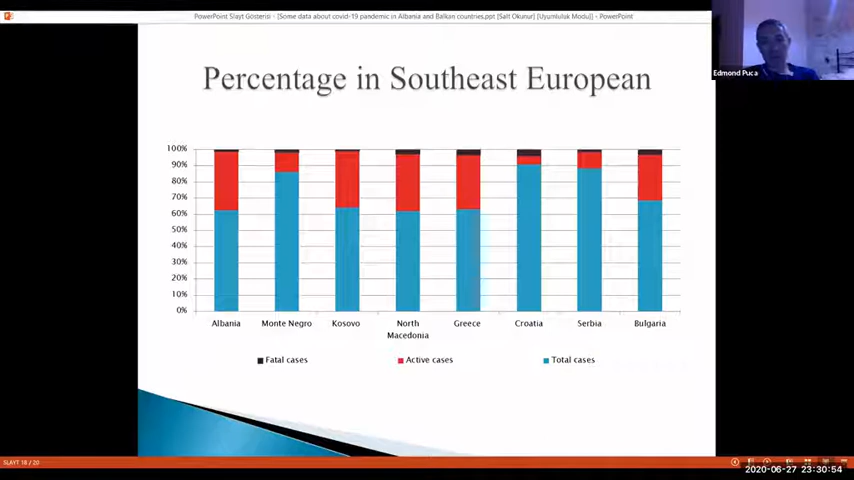 PowerPoint Slayt Gösterisi - [Some data about covid-19 pandemic in Albania and Balkan countries.ppt [Salt Okunur] [Uyumluluk Modu]] - PowerPoint
Edmond Puca
Percentage in Southeast European
100%
90%
80%
70%
60%
50%
40%
30%
20%
10%
0%
Albania Monte Negro Kosovo North Macedonia Greece Croatia Serbia Bulgaria
Fatal cases Active cases Total cases
SLAYT 18 / 20
2020-06-27 23:30:54